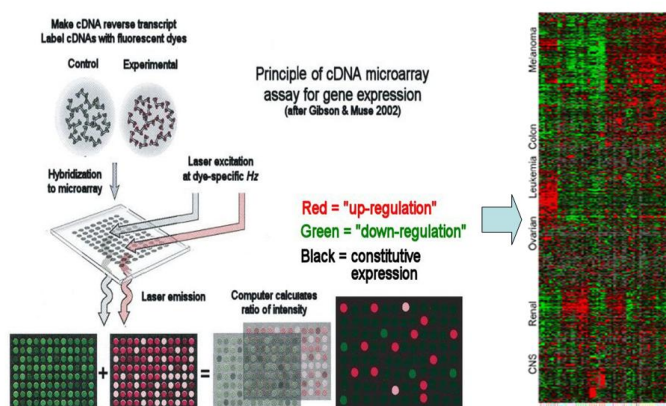 Make cDNA reverse transcript
Label cDNAs with fluorescent dyes
Control
Experimental
Principle of cDNA microarray
assay for gene expression
(after Gibson & Muse 2002)
Hybridization
to microarray
Laser excitation
at dye-specific Hz
Red = "up-regulation"
Green = "down-regulation"
Black = constitutive
expression
Laser emission
Computer calculates
ratio of intensity
+
=
Melanoma
Colon
Leukemia
Ovarian
Renal
CNS